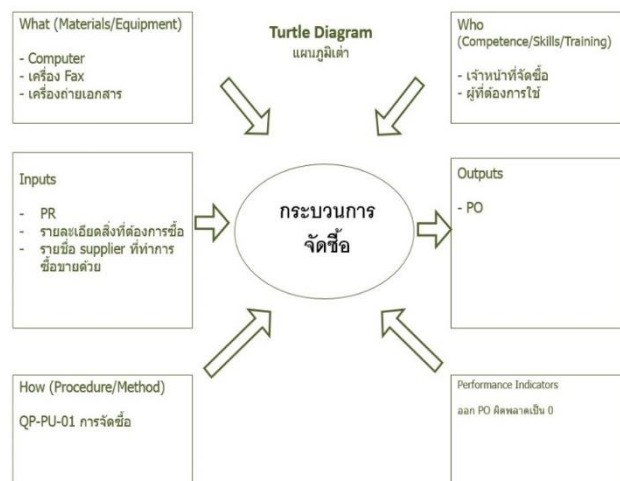 What (Materials/Equipment)
- Computer
- เครื่อง Fax
- เครื่องถ่ายเอกสาร
Turtle Diagram
แผนภูมิเต่า
Who
(Competence/Skills/Training)
- เจ้าหน้าที่จัดซื้อ
- ผู้ที่ต้องการใช้
Inputs
- PR
- รายละเอียดสิ่งที่ต้องการซื้อ
- รายชื่อ supplier ที่ทำการ
ซื้อขายด้วย
กระบวนการ
จัดซื้อ
Outputs
- PO
How (Procedure/Method)
QP-PU-01 การจัดซื้อ
Performance Indicators
ออก PO ผิดพลาดเป็น 0